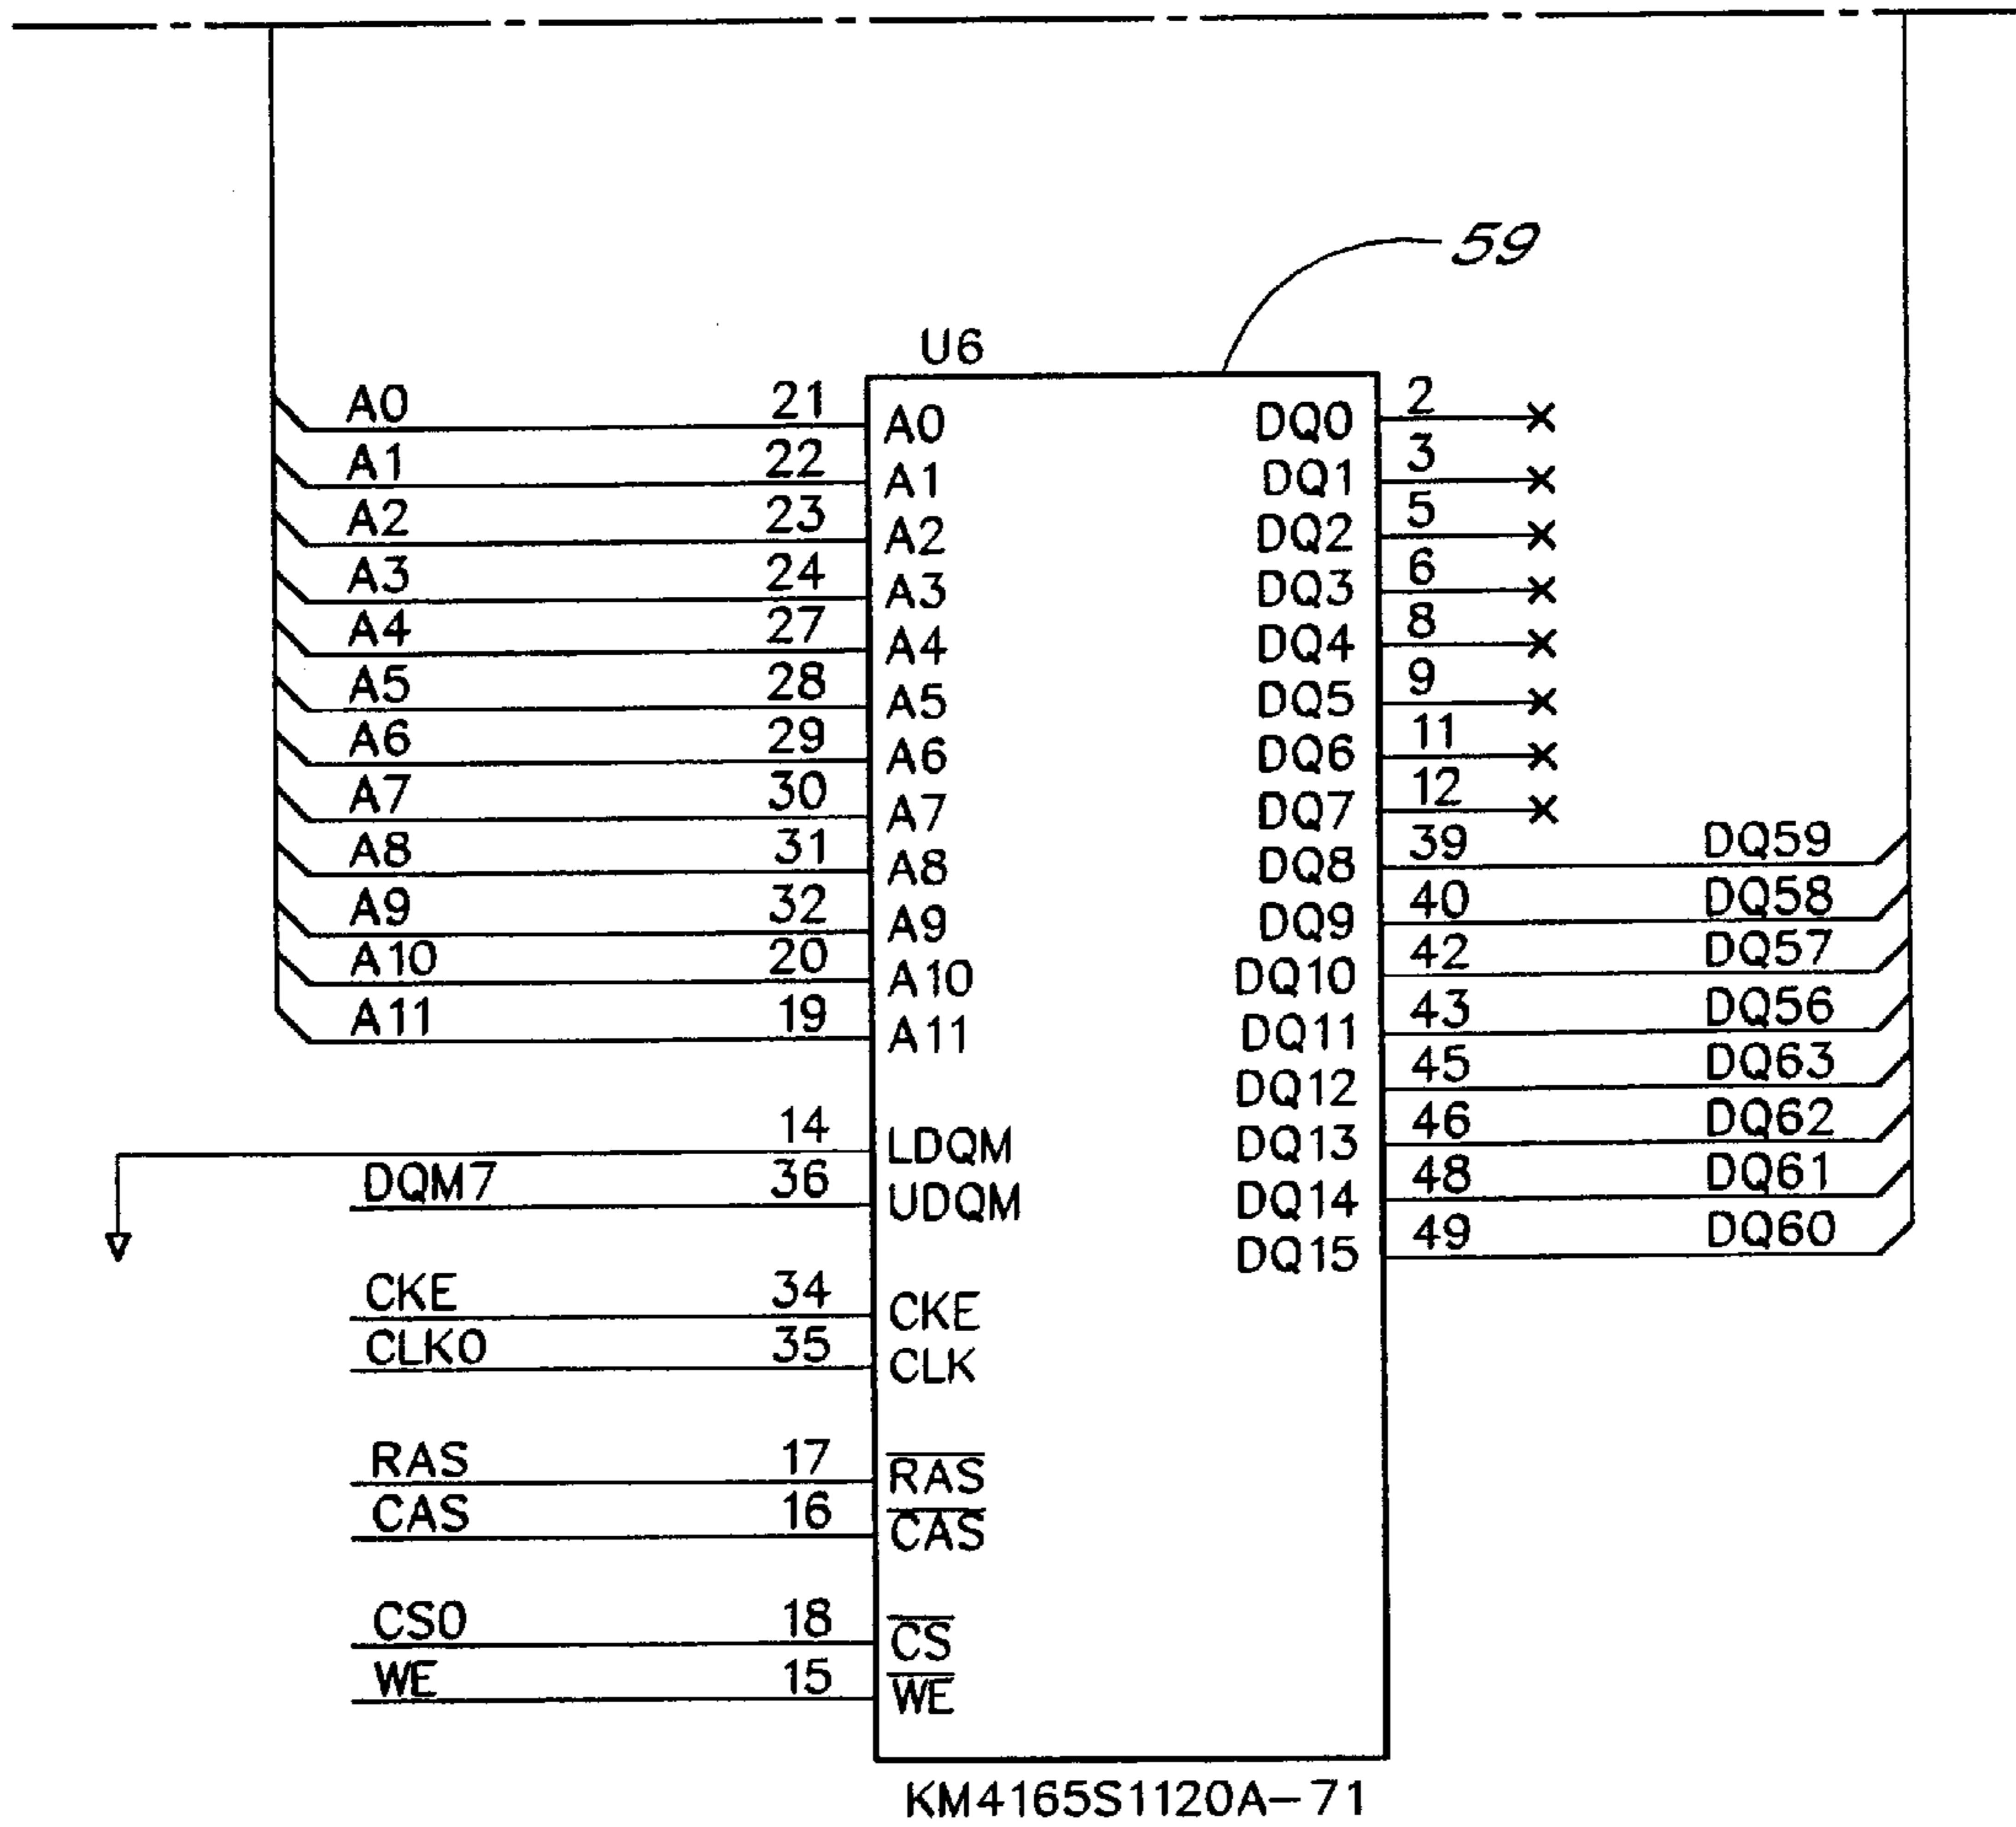 59
U6
A0 21 A0 DQ0 2
A1 22 A1 DQ1 3
A2 23 A2 DQ2 5
A3 24 A3 DQ3 6
A4 27 A4 DQ4 8
A5 28 A5 DQ5 9
A6 29 A6 DQ6 11
A7 30 A7 DQ7 12
A8 31 A8 DQ8 39 DQ59
A9 32 A9 DQ9 40 DQ58
A10 20 A10 DQ10 42 DQ57
A11 19 A11 DQ11 43 DQ56
DQ12 45 DQ63
14 LDQM DQ13 46 DQ62
DQM7 36 UDQM DQ14 48 DQ61
DQ15 49 DQ60
CKE 34 CKE
CLK0 35 CLK
RAS 17 R̅A̅S̅
CAS 16 C̅A̅S̅
CS0 18 C̅S̅
WE 15 W̅E̅
KM4165S1120A-71